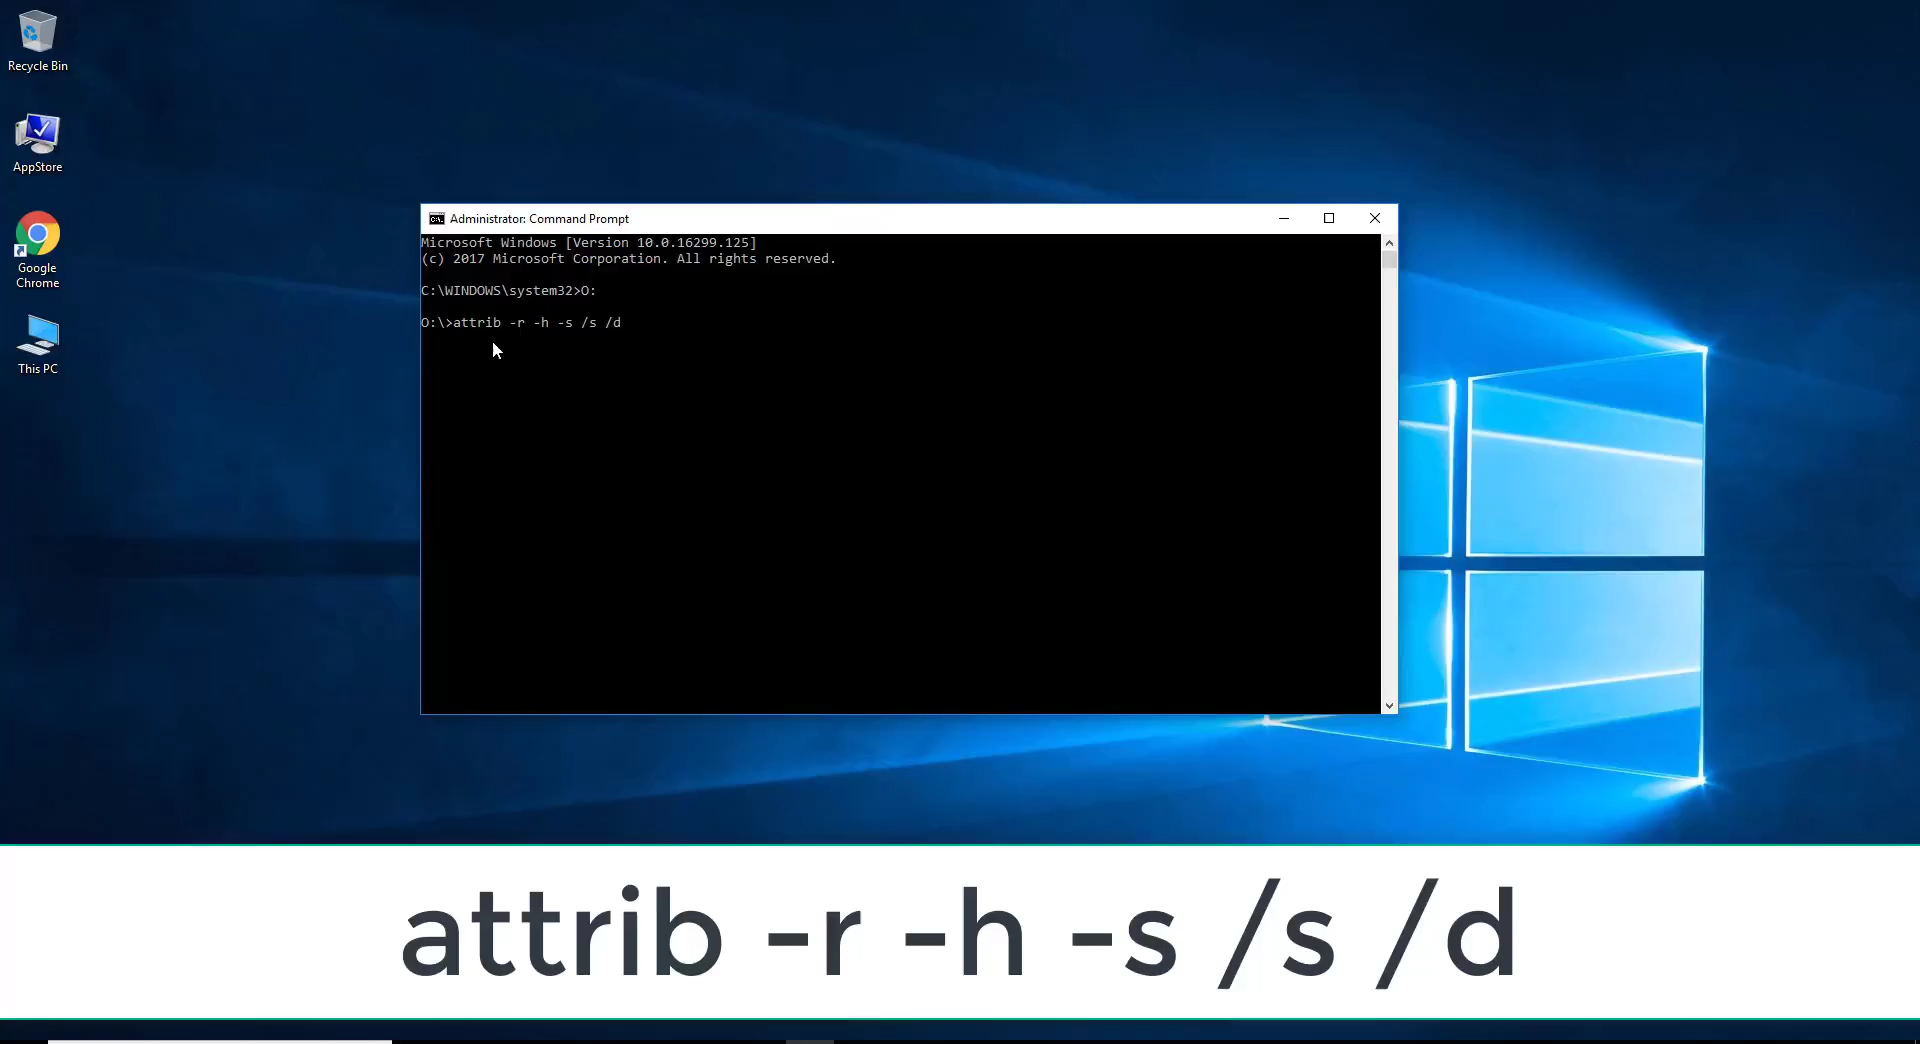 Recycle Bin
AppStore
Google
Chrome
This PC
Administrator: Command Prompt
Microsoft Windows [Version 10.0.16299.125]
(c) 2017 Microsoft Corporation. All rights reserved.
C:\WINDOWS\system32>O:
O:\>attrib -r -h -s /s /d
attrib -r -h -s /s /d